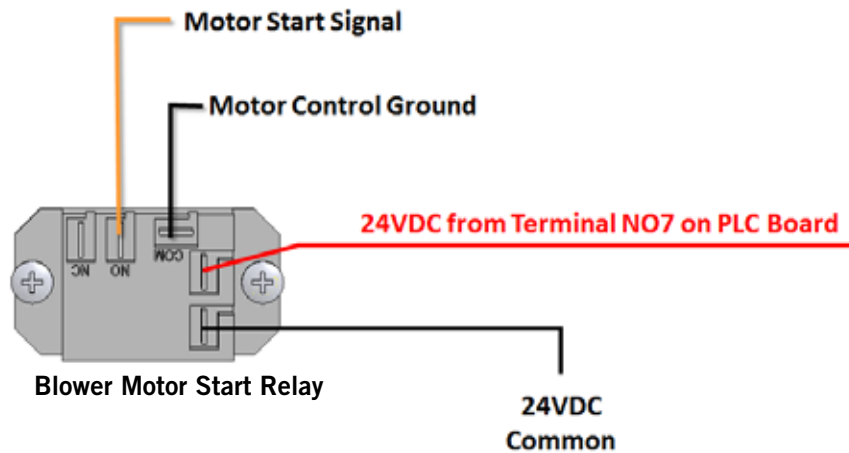 Motor Start Signal
Motor Control Ground
24VDC from Terminal NO7 on PLC Board
NC
NO
COM
Blower Motor Start Relay
24VDC
Common